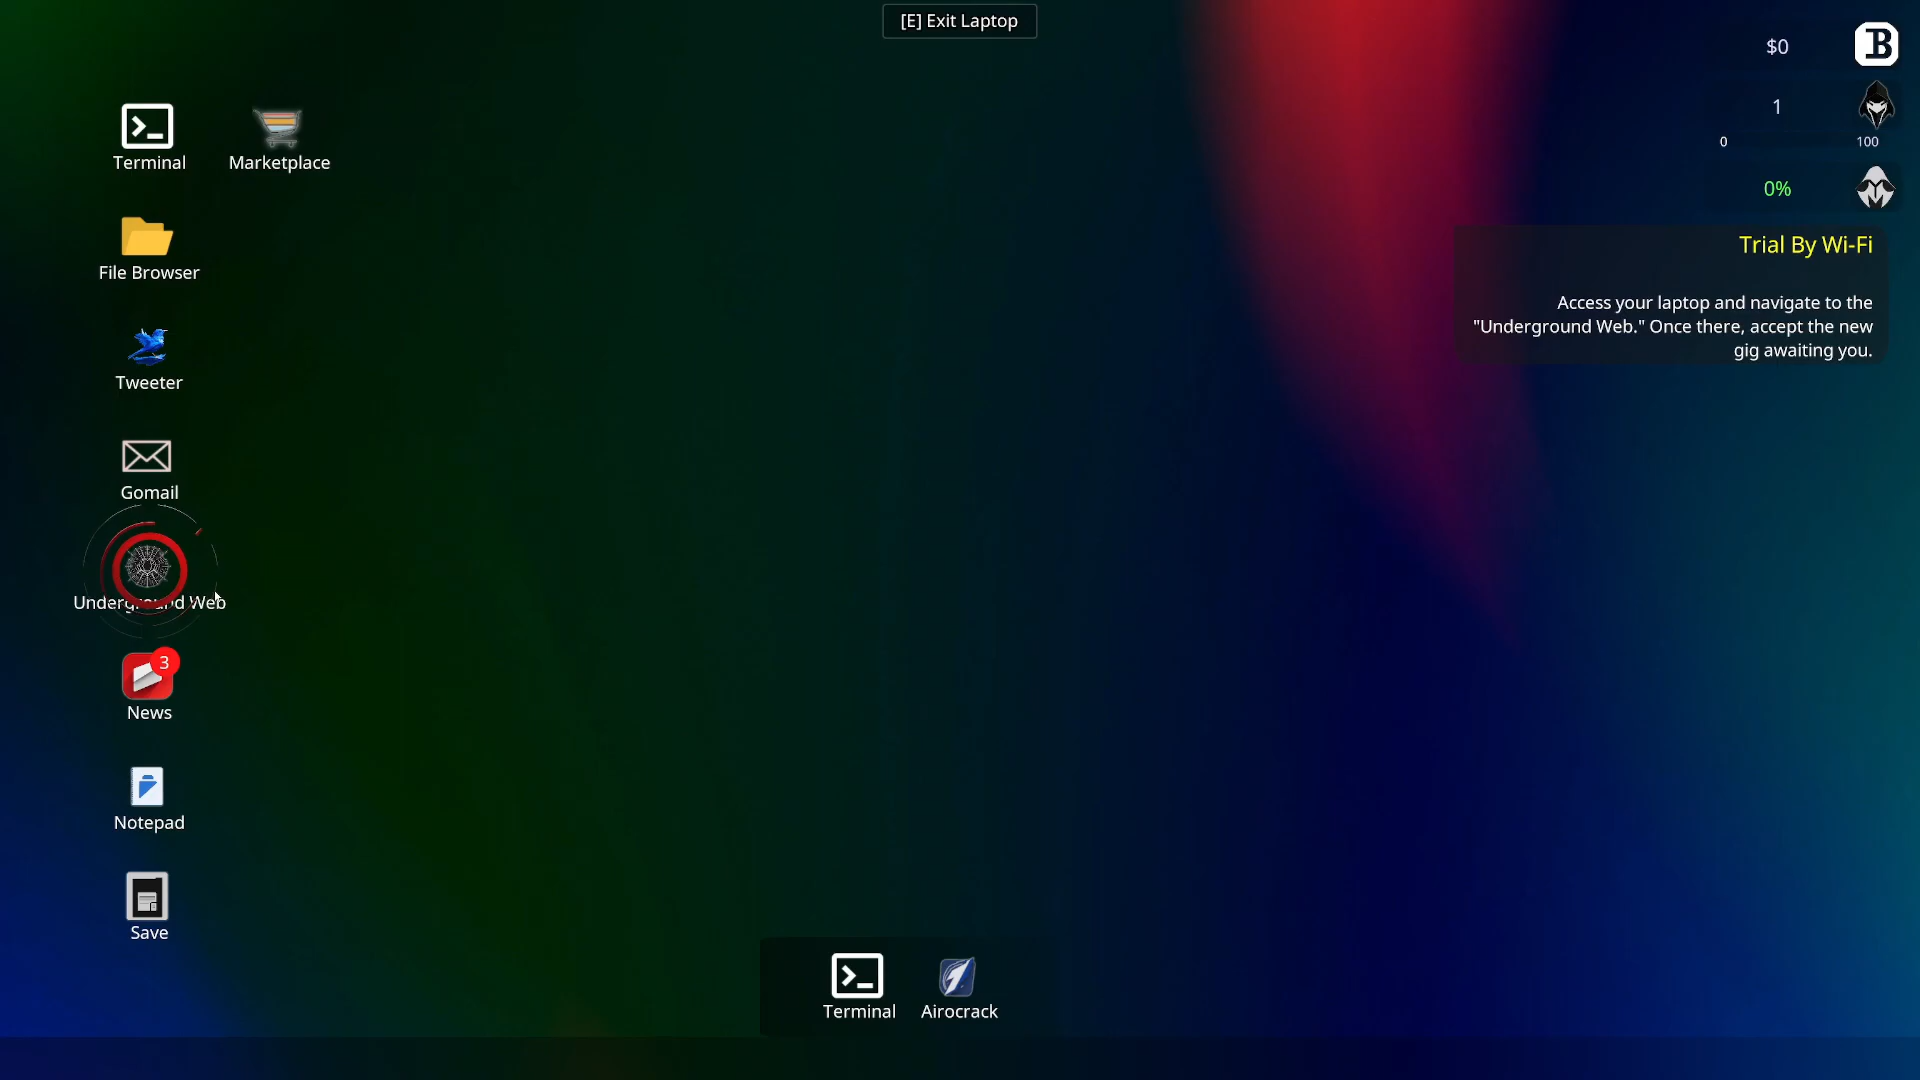 [E] Exit Laptop
$0
B
1
0
100
0%
Trial By Wi-Fi
Access your laptop and navigate to the
"Underground Web." Once there, accept the new
gig awaiting you.
Terminal
Marketplace
File Browser
Tweeter
Gomail
Underground Web
3
News
Notepad
Save
Terminal
Airocrack